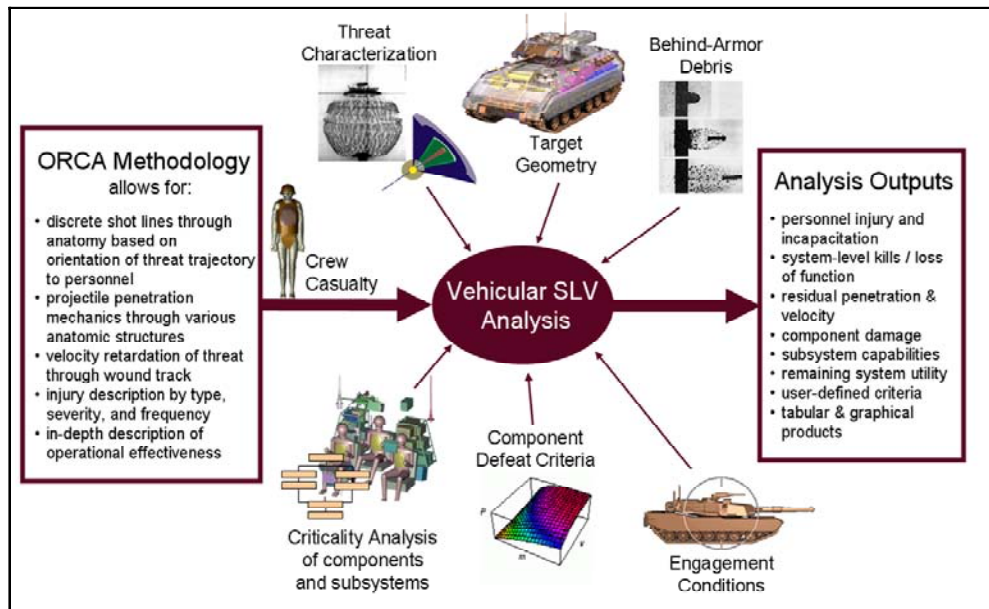 ORCA Methodology
allows for:
• discrete shot lines through
anatomy based on
orientation of threat trajectory
to personnel
• projectile penetration
mechanics through various
anatomic structures
• velocity retardation of threat
through wound track
• injury description by type,
severity, and frequency
• in-depth description of
operational effectiveness
Threat
Characterization
Target
Geometry
Behind-Armor
Debris
Crew
Casualty
Vehicular SLV
Analysis
Criticality Analysis
of components
and subsystems
Component
Defeat Criteria
P
m
v
Engagement
Conditions
Analysis Outputs
• personnel injury and
incapacitation
• system-level kills / loss
of function
• residual penetration &
velocity
• component damage
• subsystem capabilities
• remaining system utility
• user-defined criteria
• tabular & graphical
products